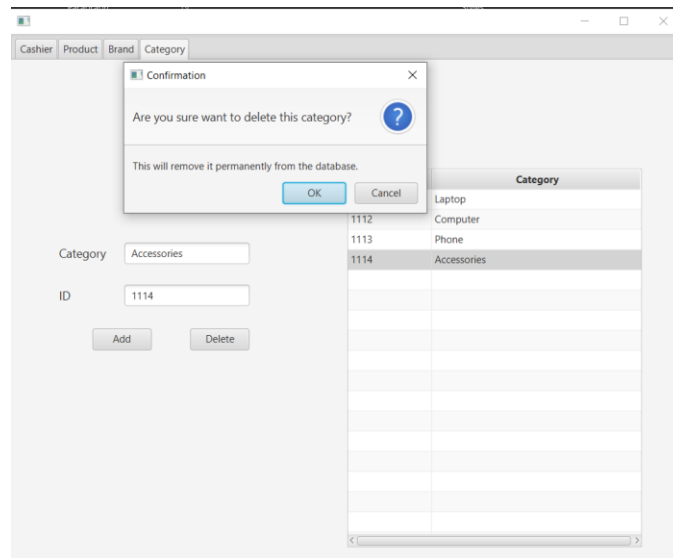 Cashier Product Brand Category
Confirmation
Are you sure want to delete this category?
This will remove it permanently from the database.
OK Cancel
Category
Laptop
1112 Computer
1113 Phone
1114 Accessories
Category Accessories
ID 1114
Add Delete